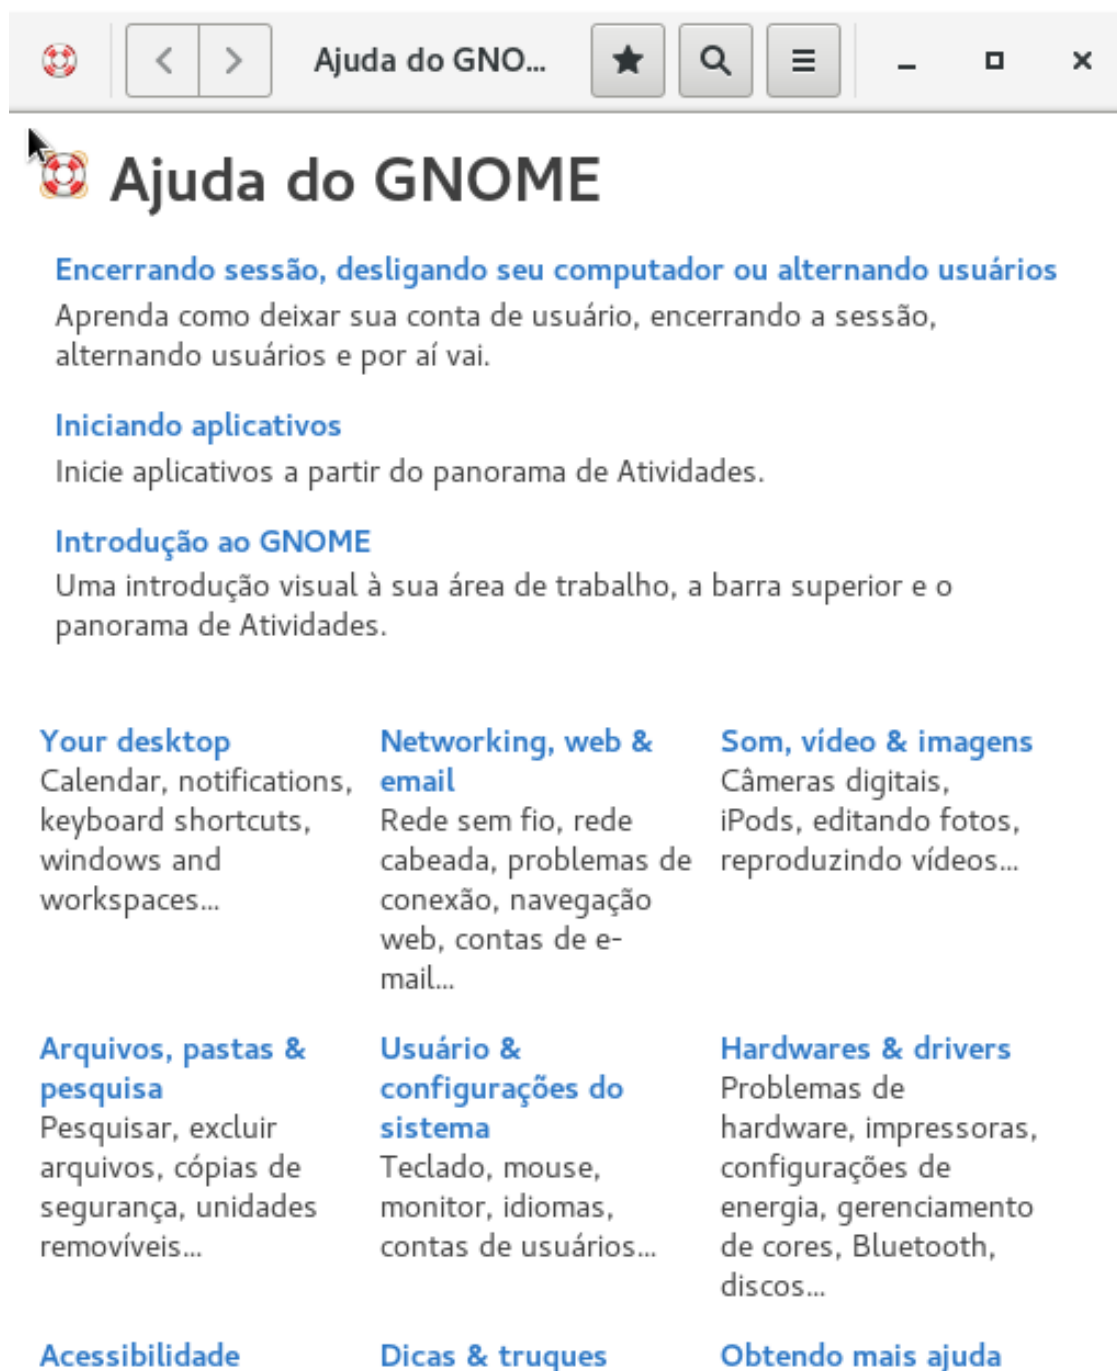 Ajuda do GNO...
Ajuda do GNOME
Encerrando sessão, desligando seu computador ou alternando usuários
Aprenda como deixar sua conta de usuário, encerrando a sessão,
alternando usuários e por aí vai.
Iniciando aplicativos
Inicie aplicativos a partir do panorama de Atividades.
Introdução ao GNOME
Uma introdução visual à sua área de trabalho, a barra superior e o
panorama de Atividades.
Your desktop
Calendar, notifications,
keyboard shortcuts,
windows and
workspaces...
Networking, web &
email
Rede sem fio, rede
cabeada, problemas de
conexão, navegação
web, contas de e-
mail...
Som, vídeo & imagens
Câmeras digitais,
iPods, editando fotos,
reproduzindo vídeos...
Arquivos, pastas &
pesquisa
Pesquisar, excluir
arquivos, cópias de
segurança, unidades
removíveis...
Usuário &
configurações do
sistema
Teclado, mouse,
monitor, idiomas,
contas de usuários...
Hardwares & drivers
Problemas de
hardware, impressoras,
configurações de
energia, gerenciamento
de cores, Bluetooth,
discos...
Acessibilidade
Dicas & truques
Obtendo mais ajuda